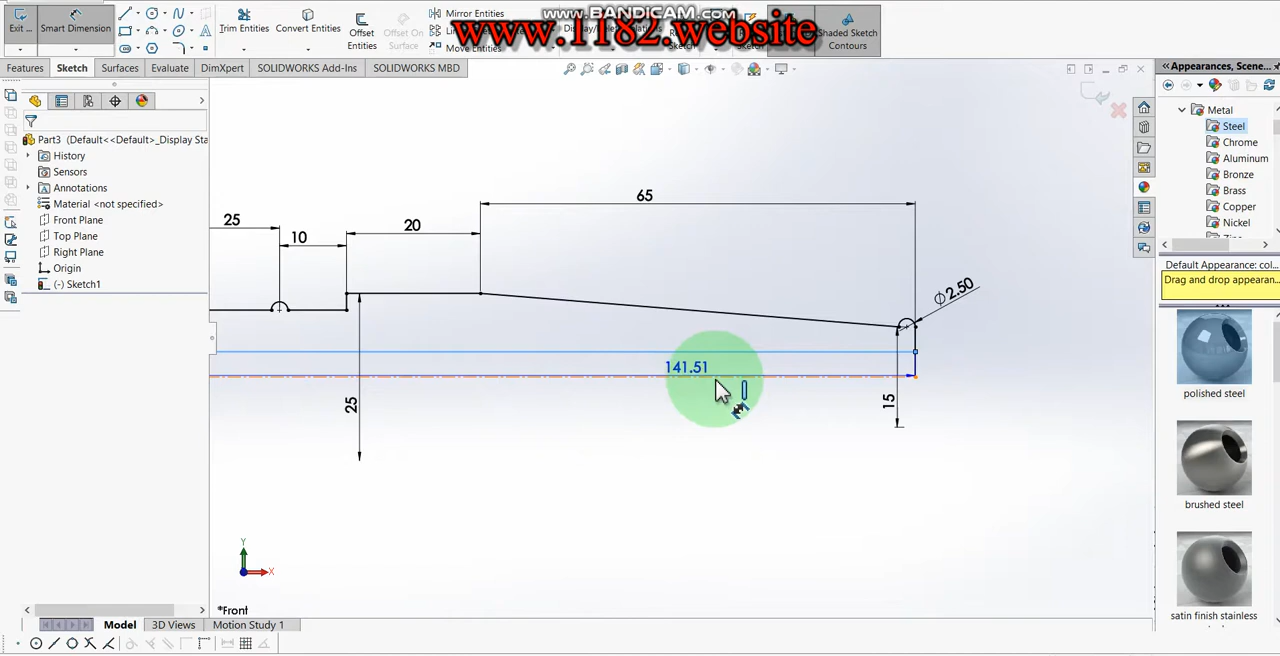 www.BANDICAM.com
www.1182.website
Exit ...
Smart Dimension
Trim Entities
Convert Entities
Offset Entities
Offset On Surface
Mirror Entities
Move Entities
Shaded Sketch Contours
Features
Sketch
Surfaces
Evaluate
DimXpert
SOLIDWORKS Add-Ins
SOLIDWORKS MBD
Part3 (Default<<Default>_Display Sta
History
Sensors
Annotations
Material <not specified>
Front Plane
Top Plane
Right Plane
Origin
(-) Sketch1
25
10
20
65
Ø2.50
141.51
25
15
Y
X
*Front
Appearances, Scene...
Metal
Steel
Chrome
Aluminum
Bronze
Brass
Copper
Nickel
Default Appearance: col...
Drag and drop appearan...
polished steel
brushed steel
satin finish stainless
Model
3D Views
Motion Study 1